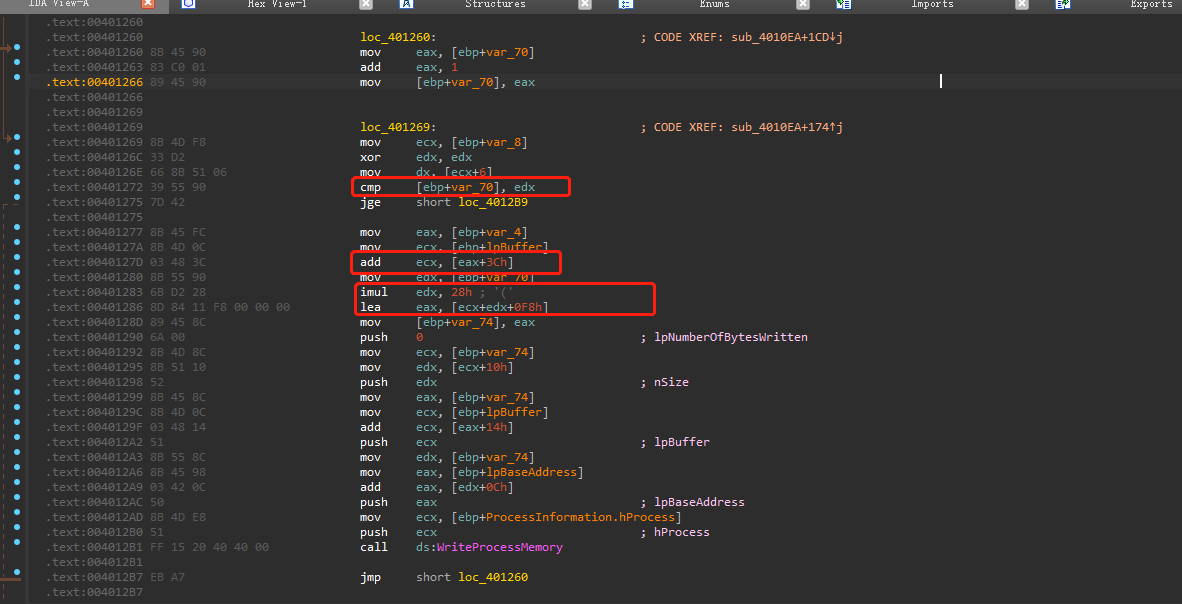 IDA View-A Hex View-1 Structures Enums Imports Exports
.text:00401260
.text:00401260 loc_401260: ; CODE XREF: sub_4010EA+1CD↓j
.text:00401260 8B 45 90 mov eax, [ebp+var_70]
.text:00401263 83 C0 01 add eax, 1
.text:00401266 89 45 90 mov [ebp+var_70], eax
.text:00401266
.text:00401269
.text:00401269 loc_401269: ; CODE XREF: sub_4010EA+174↑j
.text:00401269 8B 4D F8 mov ecx, [ebp+var_8]
.text:0040126C 33 D2 xor edx, edx
.text:0040126E 66 8B 51 06 mov dx, [ecx+6]
.text:00401272 39 55 90 cmp [ebp+var_70], edx
.text:00401275 7D 42 jge short loc_4012B9
.text:00401275
.text:00401277 8B 45 FC mov eax, [ebp+var_4]
.text:0040127A 8B 4D 0C mov ecx, [ebp+lpBuffer]
.text:0040127D 03 48 3C add ecx, [eax+3Ch]
.text:00401280 8B 55 90 mov edx, [ebp+var_70]
.text:00401283 6B D2 28 imul edx, 28h ; '('
.text:00401286 8D 84 11 F8 00 00 00 lea eax, [ecx+edx+0F8h]
.text:0040128D 89 45 8C mov [ebp+var_74], eax
.text:00401290 6A 00 push 0 ; lpNumberOfBytesWritten
.text:00401292 8B 4D 8C mov ecx, [ebp+var_74]
.text:00401295 8B 51 10 mov edx, [ecx+10h]
.text:00401298 52 push edx ; nSize
.text:00401299 8B 45 8C mov eax, [ebp+var_74]
.text:0040129C 8B 4D 0C mov ecx, [ebp+lpBuffer]
.text:0040129F 03 48 14 add ecx, [eax+14h]
.text:004012A2 51 push ecx ; lpBuffer
.text:004012A3 8B 55 8C mov edx, [ebp+var_74]
.text:004012A6 8B 45 98 mov eax, [ebp+lpBaseAddress]
.text:004012A9 03 42 0C add eax, [edx+0Ch]
.text:004012AC 50 push eax ; lpBaseAddress
.text:004012AD 8B 4D E8 mov ecx, [ebp+ProcessInformation.hProcess]
.text:004012B0 51 push ecx ; hProcess
.text:004012B1 FF 15 20 40 40 00 call ds:WriteProcessMemory
.text:004012B1
.text:004012B7 EB A7 jmp short loc_401260
.text:004012B7